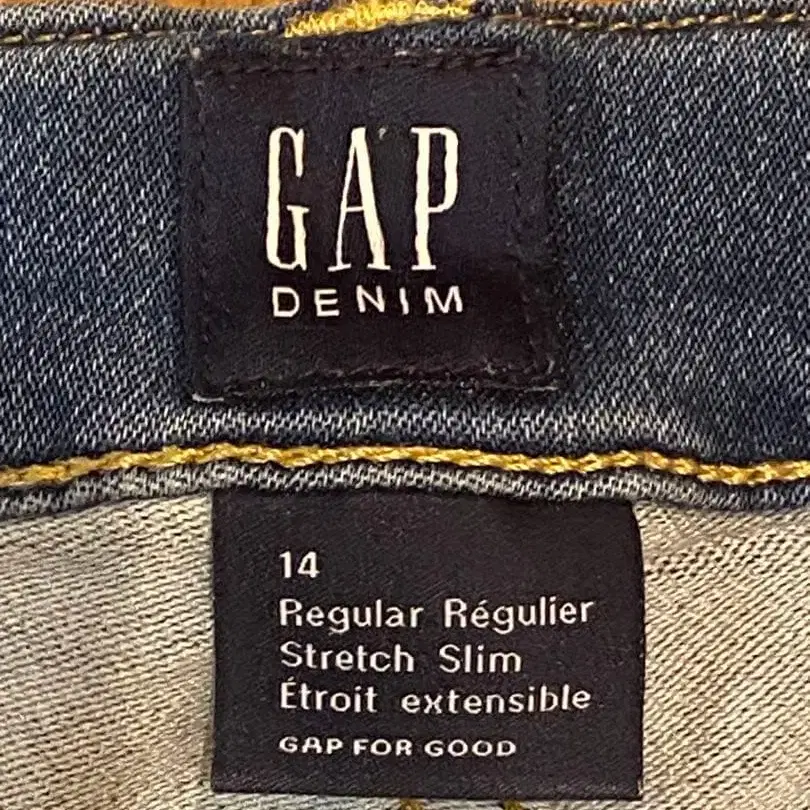 GAP
DENIM
14
Regular Régulier
Stretch Slim
Étroit extensible
GAP FOR GOOD